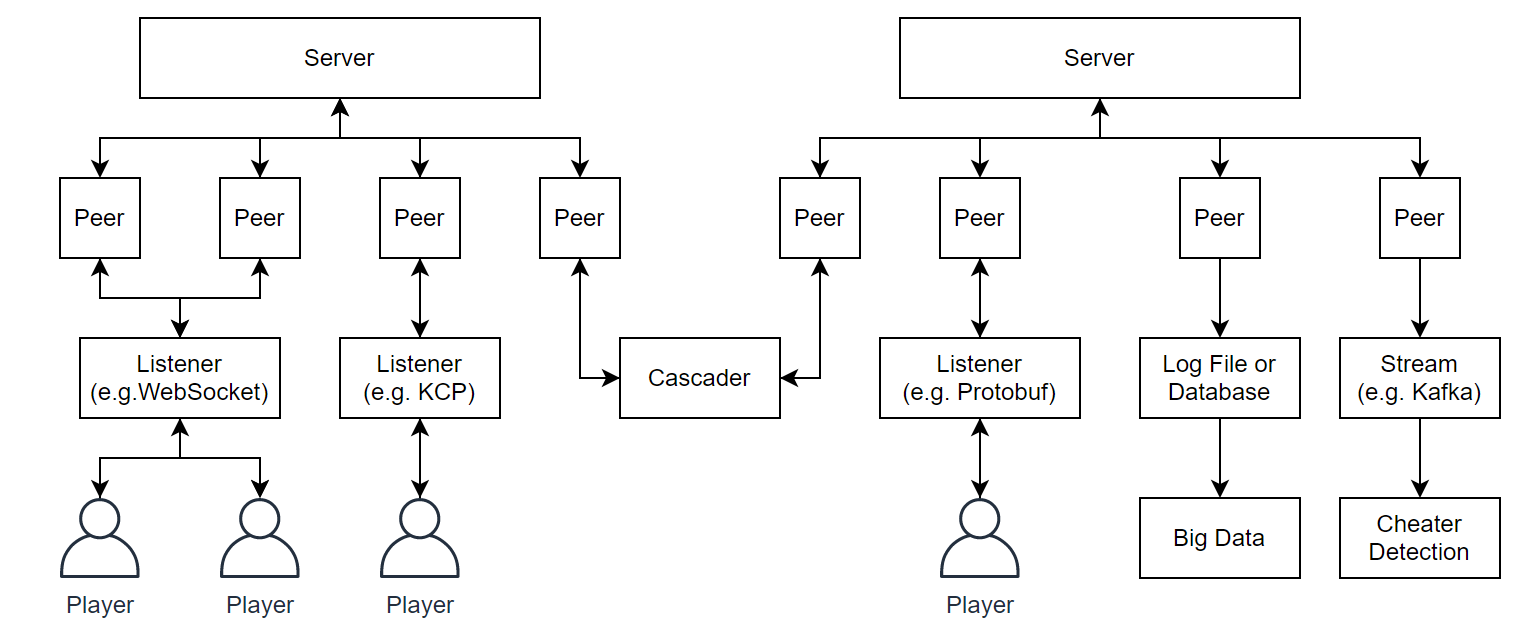 Server
Server
Peer
Peer
Peer
Peer
Peer
Peer
Peer
Peer
Listener
(e.g.WebSocket)
Listener
(e.g. KCP)
Cascader
Listener
(e.g. Protobuf)
Log File or
Database
Stream
(e.g. Kafka)
Big Data
Cheater
Detection
Player
Player
Player
Player